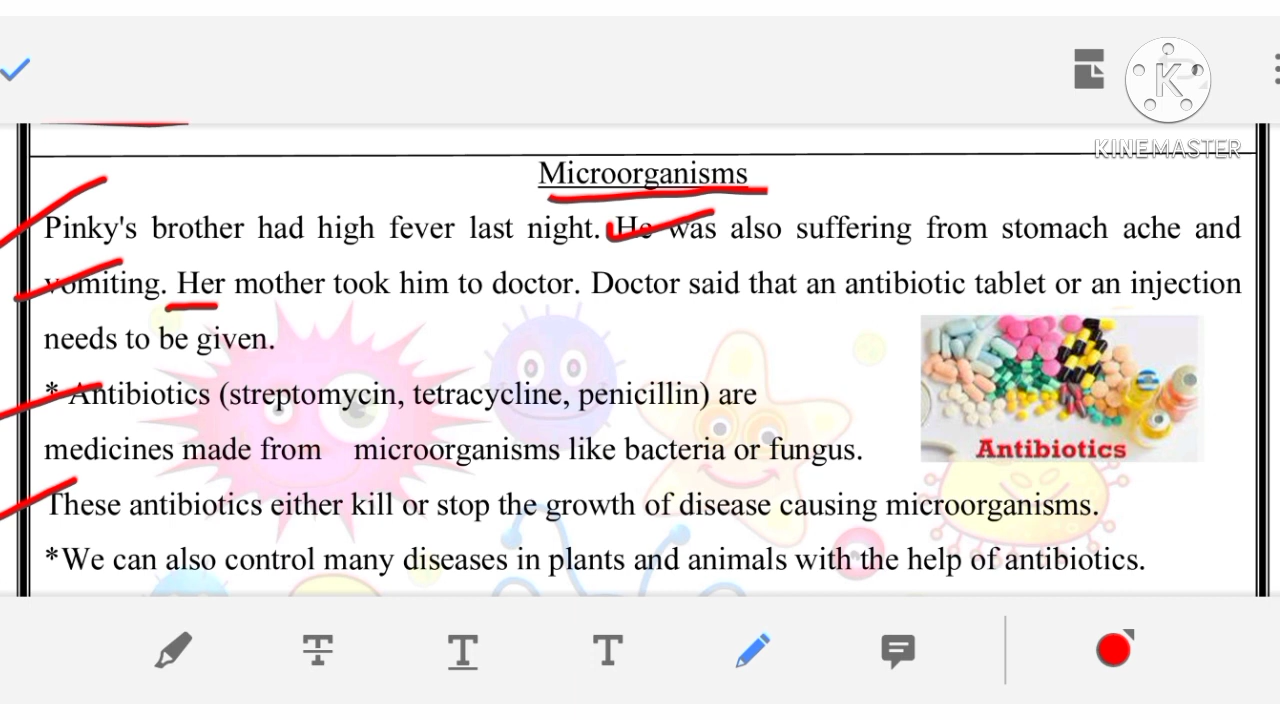 K
KINEMASTER
Microorganisms
Pinky's brother had high fever last night. He was also suffering from stomach ache and
vomiting. Her mother took him to doctor. Doctor said that an antibiotic tablet or an injection
needs to be given.
* Antibiotics (streptomycin, tetracycline, penicillin) are
medicines made from microorganisms like bacteria or fungus.
Antibiotics
These antibiotics either kill or stop the growth of disease causing microorganisms.
*We can also control many diseases in plants and animals with the help of antibiotics.
T
T
T